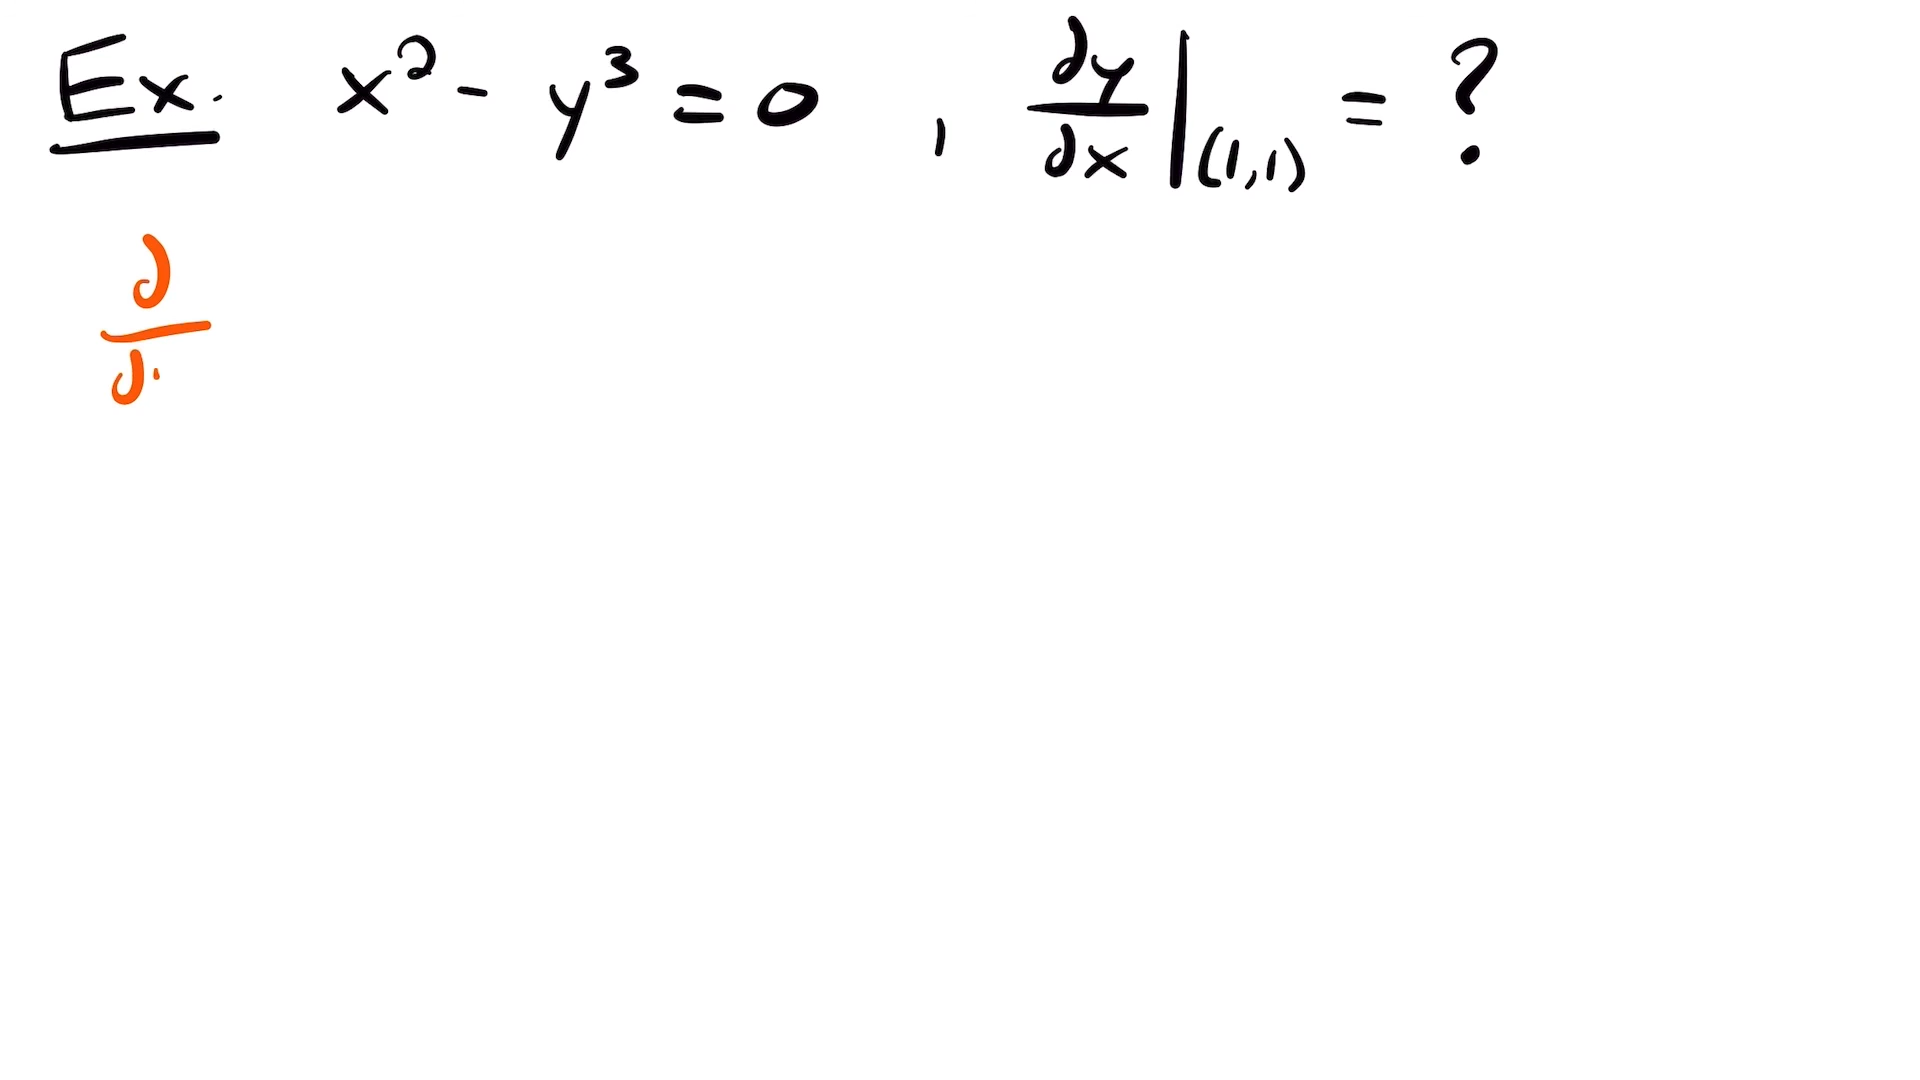 Ex. x² - y³ = 0 , ∂y/∂x |(1,1) = ?
∂/∂